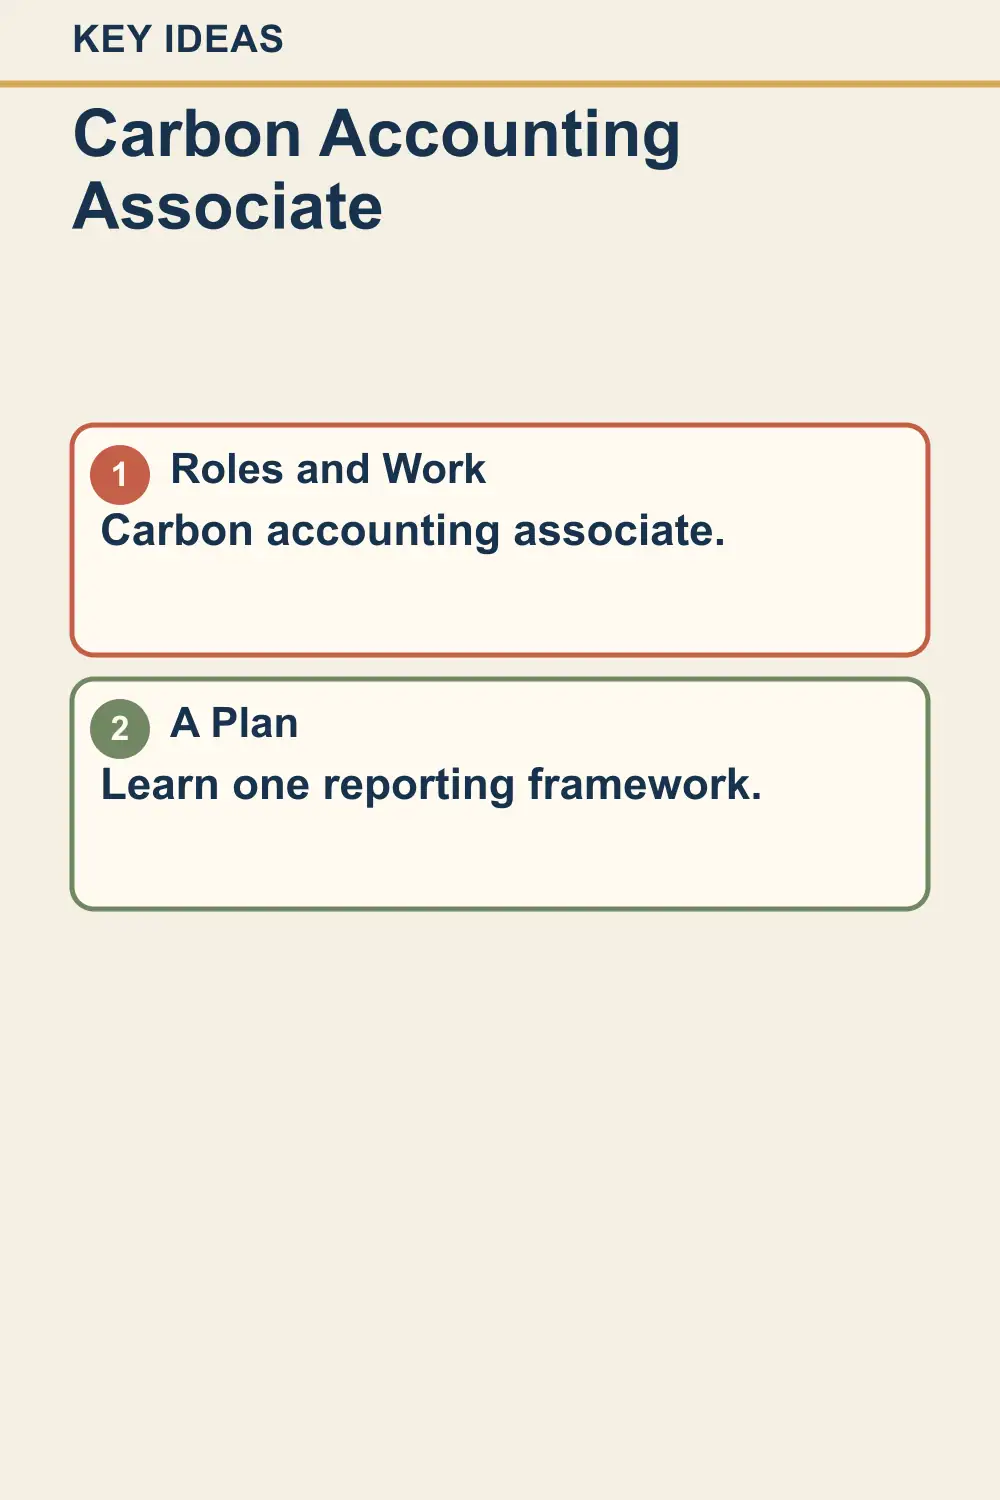 KEY IDEAS
Carbon Accounting
Associate
1 Roles and Work
Carbon accounting associate.
2 A Plan
Learn one reporting framework.